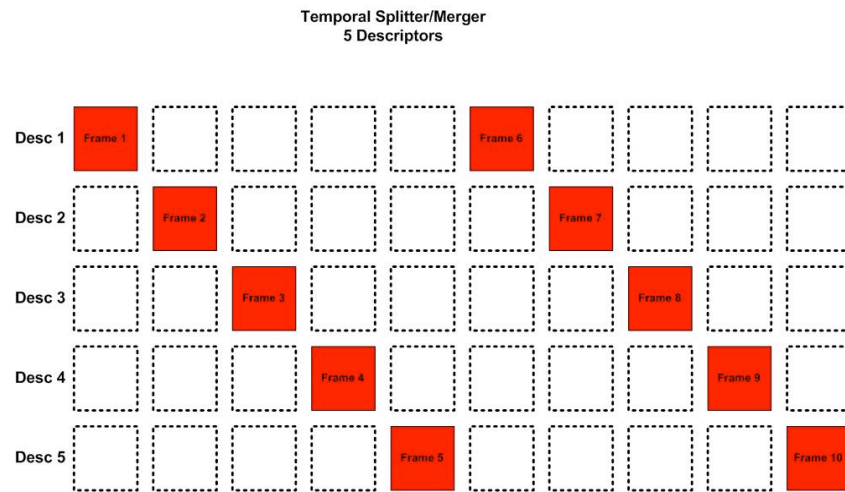 Temporal Splitter/Merger
5 Descriptors
Desc 1 Frame 1 Frame 6
Desc 2 Frame 2 Frame 7
Desc 3 Frame 3 Frame 8
Desc 4 Frame 4 Frame 9
Desc 5 Frame 5 Frame 10